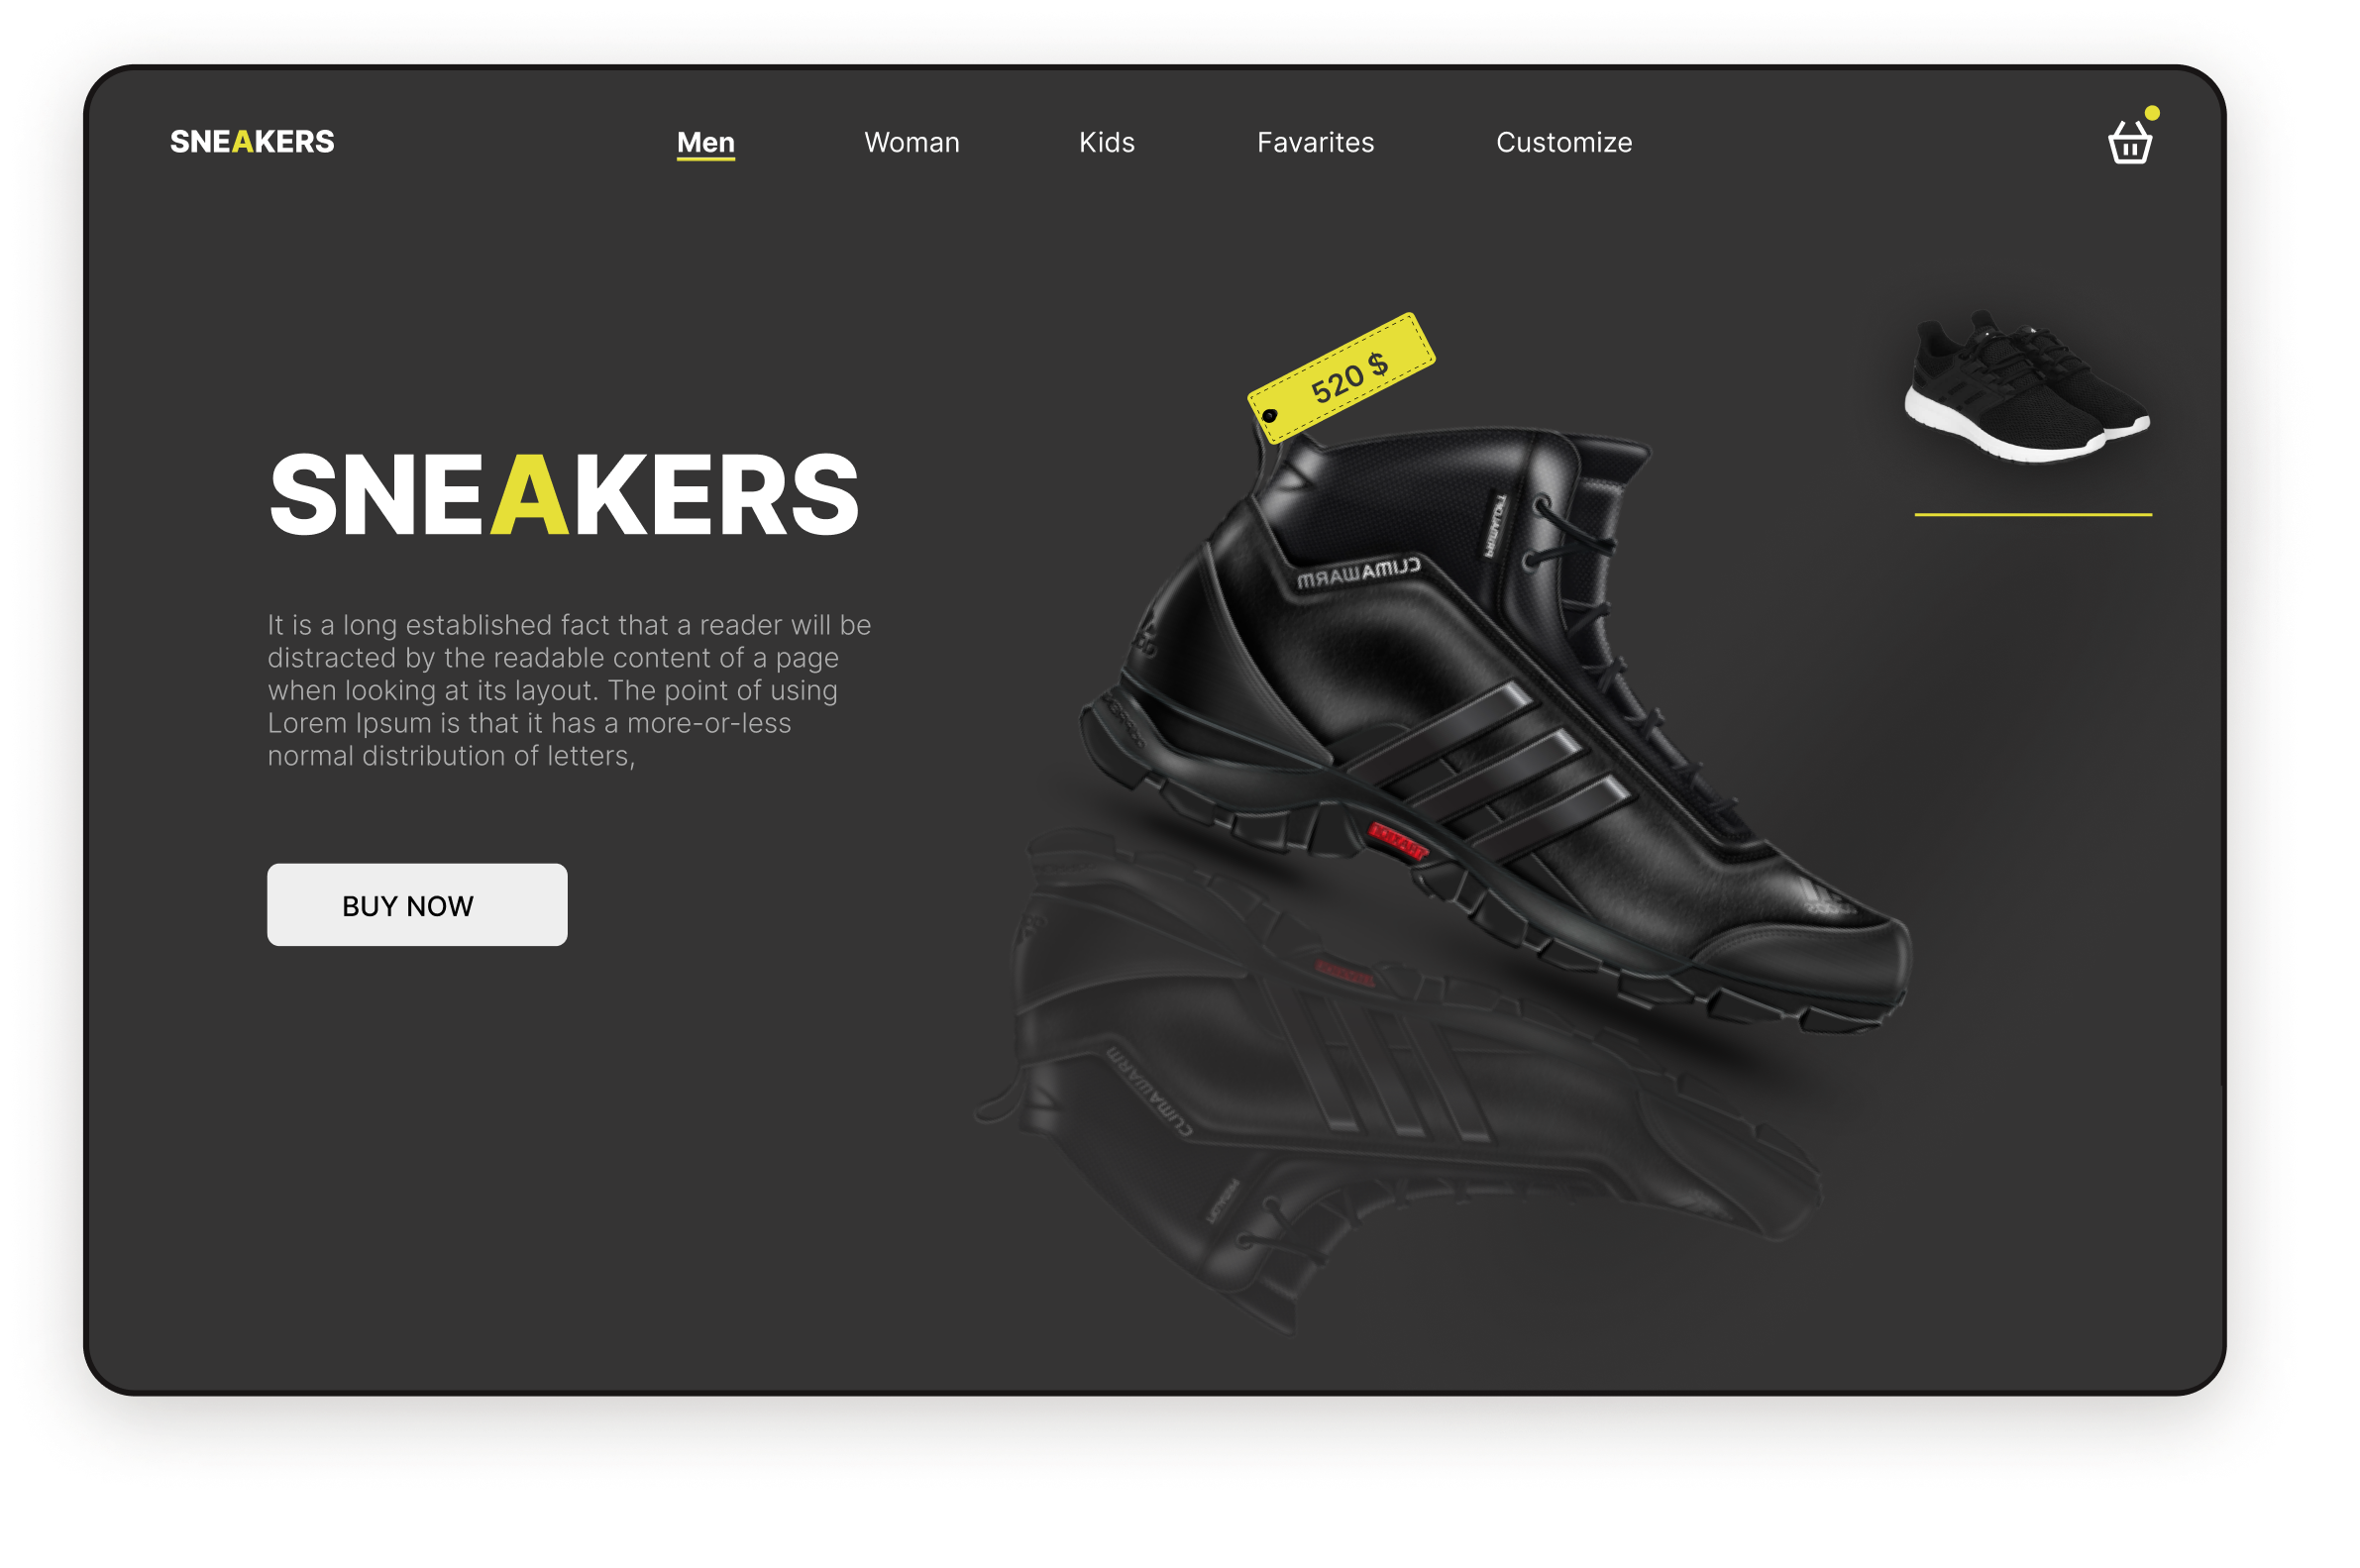 SNEAKERS
Men
Woman
Kids
Favarites
Customize
520 $
SNEAKERS
It is a long established fact that a reader will be
distracted by the readable content of a page
when looking at its layout. The point of using
Lorem Ipsum is that it has a more-or-less
normal distribution of letters,
BUY NOW
CLIMAWARM
TRAXION
CLIMAWARM